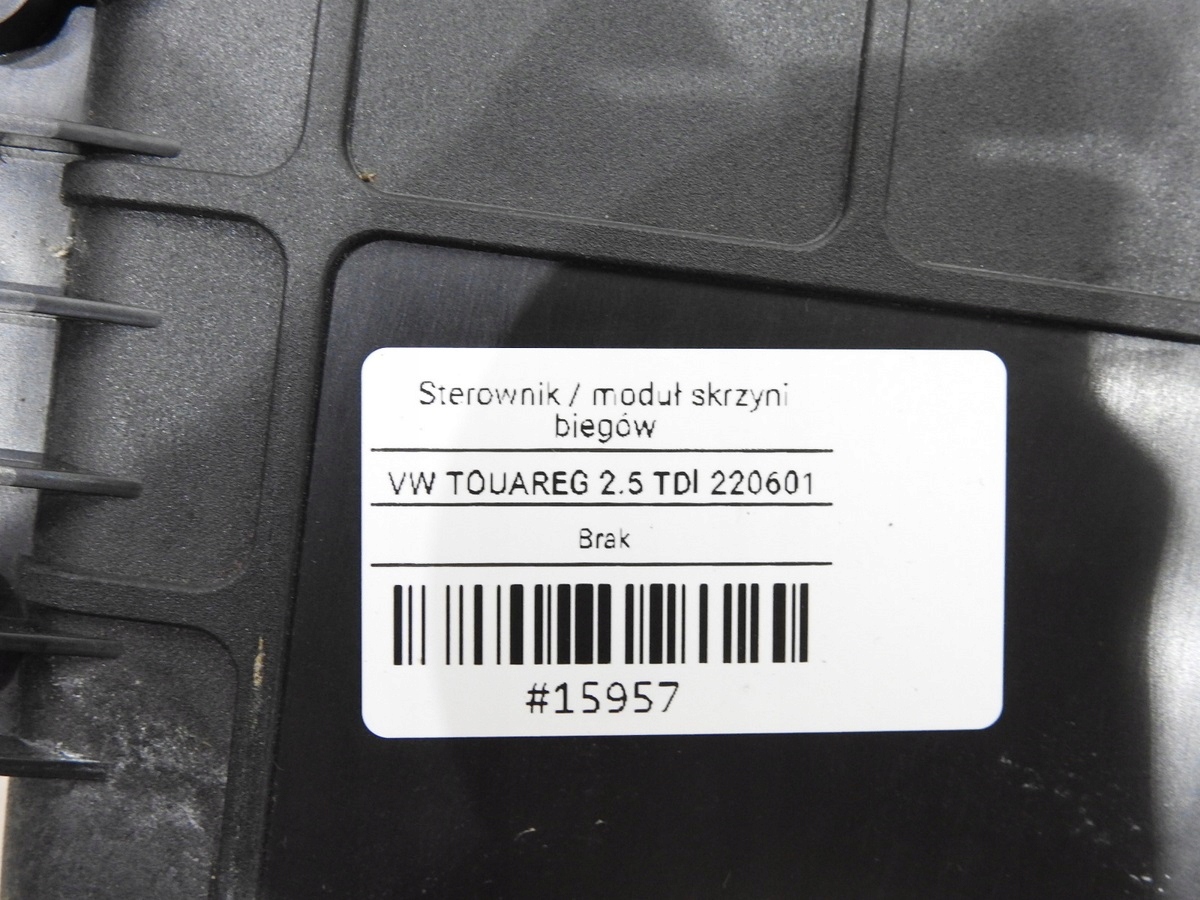 Sterownik / moduł skrzyni
biegów
VW TOUAREG 2.5 TDI 220601
Brak
#15957